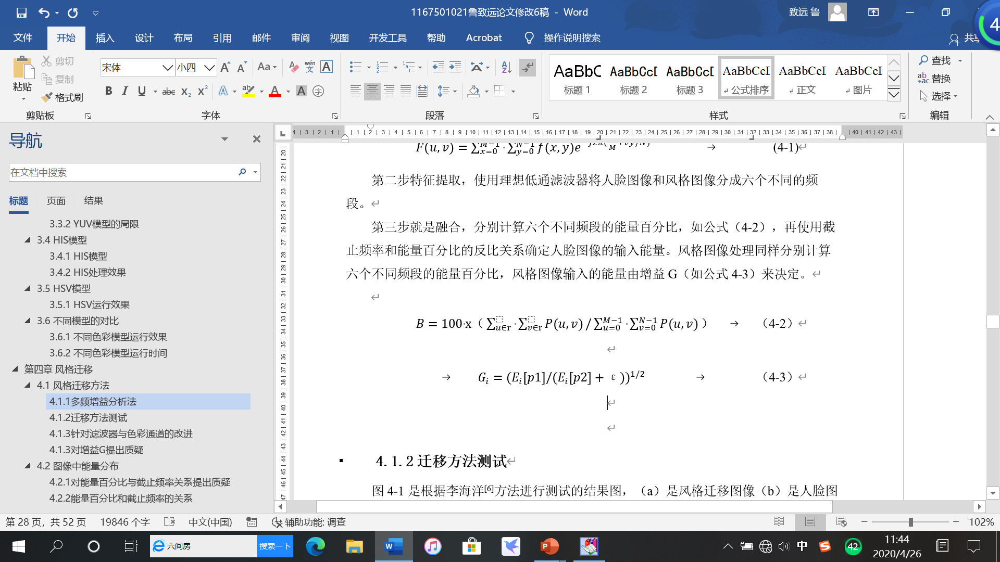 1167501021鲁致远论文修改6稿 - Word
致远 鲁
文件 开始 插入 设计 布局 引用 邮件 审阅 视图 开发工具 帮助 Acrobat 操作说明搜索
粘贴 剪切 复制 格式刷
宋体 小四
AaBbC AaBbCcD AaBbCcD AaBbCcI AaBbCcI AaBbCcI
标题 1 标题 2 标题 3 公式排序 正文 图片
查找
替换
选择
剪贴板 字体 段落 样式 编辑
导航
在文档中搜索
标题 页面 结果
3.3.2 YUV模型的局限
3.4 HIS模型
3.4.1 HIS模型
3.4.2 HIS处理效果
3.5 HSV模型
3.5.1 HSV运行效果
3.6 不同模型的对比
3.6.1 不同色彩模型运行效果
3.6.2 不同色彩模型运行时间
第四章 风格迁移
4.1 风格迁移方法
4.1.1多频增益分析法
4.1.2迁移方法测试
4.1.3针对滤波器与色彩通道的改进
4.1.3对增益G提出质疑
4.2 图像中能量分布
4.2.1对能量百分比与截止频率关系提出质疑
4.2.2能量百分比和截止频率的关系
(4-1)
第二步特征提取，使用理想低通滤波器将人脸图像和风格图像分成六个不同的频
段。
第三步就是融合，分别计算六个不同频段的能量百分比，如公式（4-2），再使用截
止频率和能量百分比的反比关系确定人脸图像的输入能量。风格图像处理同样分别计算
六个不同频段的能量百分比，风格图像输入的能量由增益 G（如公式 4-3）来决定。
B = 100 x（∑u∈r ∑v∈r P(u,v) / ∑u=0 M−1 ∑v=0 N−1 P(u,v)） （4-2）
Gi = (Ei[p1]/(Ei[p2] + ε))1/2 （4-3）
4.1.2 迁移方法测试
图 4-1 是根据李海洋[6]方法进行测试的结果图，（a）是风格迁移图像（b）是人脸图
第 28 页，共 52 页 19846 个字 中文(中国) 辅助功能: 调查 102%
六间房 搜索一下
中 42 11:44
2020/4/26